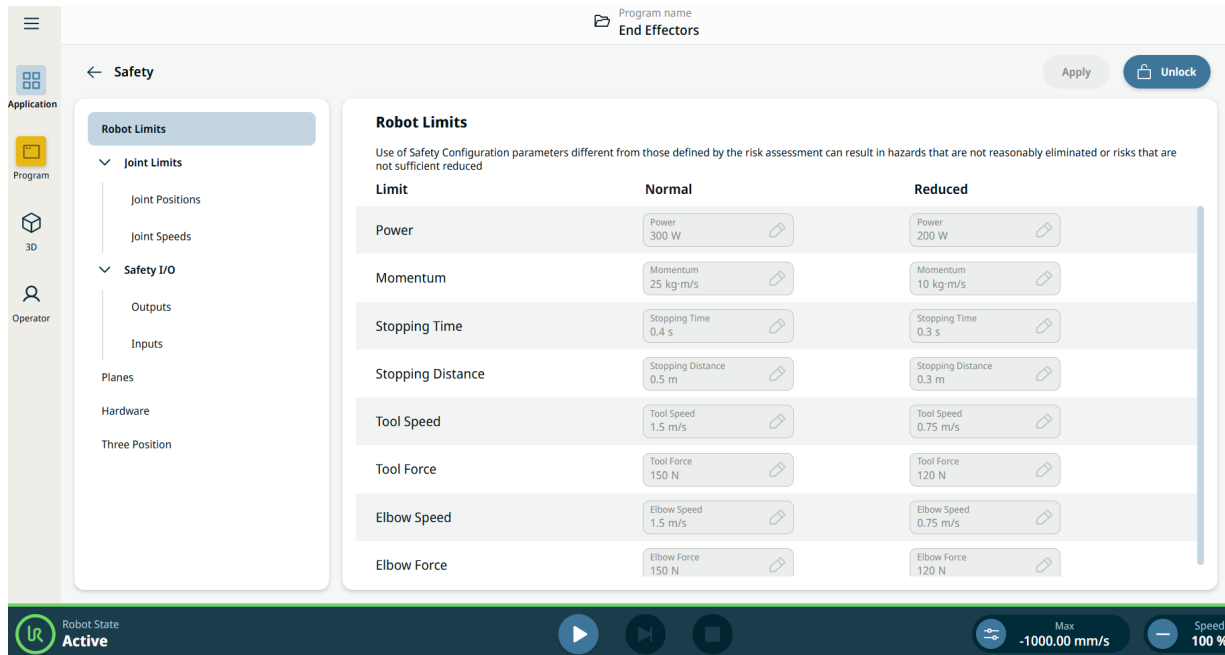 Program name
End Effectors
Application
Program
3D
Operator
Safety
Apply
Unlock
Robot Limits
Joint Limits
Joint Positions
Joint Speeds
Safety I/O
Outputs
Inputs
Planes
Hardware
Three Position
Robot Limits
Use of Safety Configuration parameters different from those defined by the risk assessment can result in hazards that are not reasonably eliminated or risks that are
not sufficient reduced
Limit Normal Reduced
Power
Power
300 W
Power
200 W
Momentum
Momentum
25 kg·m/s
Momentum
10 kg·m/s
Stopping Time
Stopping Time
0.4 s
Stopping Time
0.3 s
Stopping Distance
Stopping Distance
0.5 m
Stopping Distance
0.3 m
Tool Speed
Tool Speed
1.5 m/s
Tool Speed
0.75 m/s
Tool Force
Tool Force
150 N
Tool Force
120 N
Elbow Speed
Elbow Speed
1.5 m/s
Elbow Speed
0.75 m/s
Elbow Force
Elbow Force
150 N
Elbow Force
120 N
UR
Robot State
Active
Max
-1000.00 mm/s
Speed
100 %